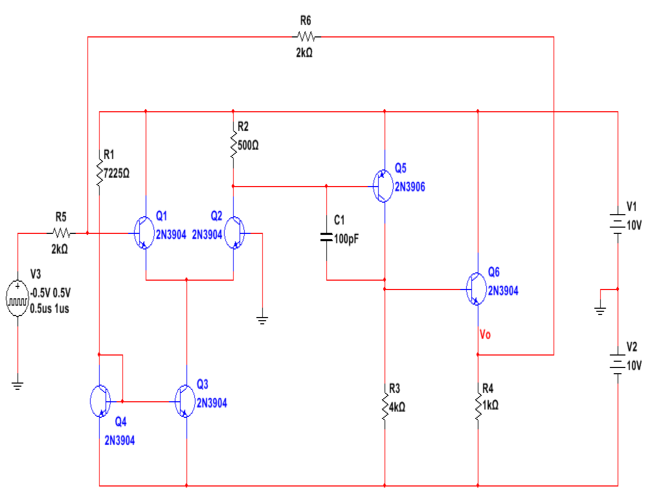 R6
2kΩ
R2
500Ω
R1
7225Ω
Q5
2N3906
R5
2kΩ
Q1
2N3904
Q2
2N3904
C1
100pF
V1
10V
V3
-0.5V 0.5V
0.5us 1us
Q6
2N3904
Vo
V2
10V
Q3
2N3904
Q4
2N3904
R3
4kΩ
R4
1kΩ